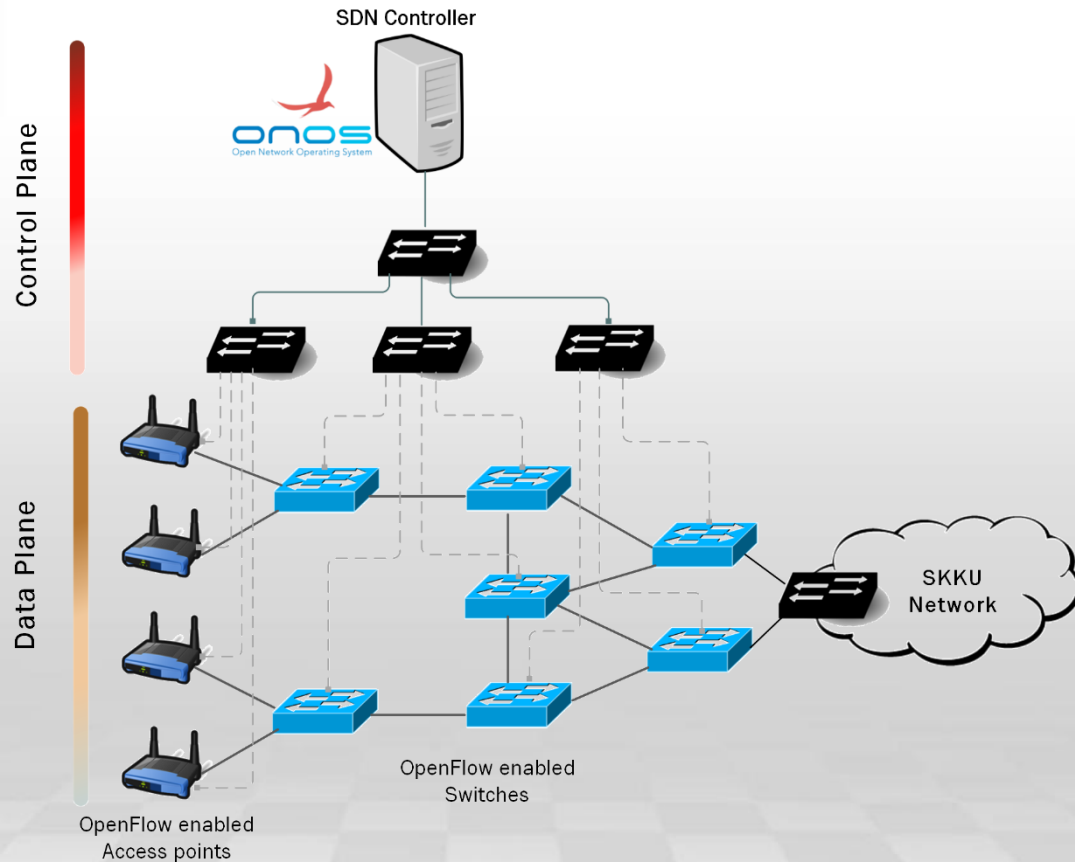 SDN Controller
onos
Open Network Operating System
Control Plane
Data Plane
SKKU
Network
OpenFlow enabled
Switches
OpenFlow enabled
Access points